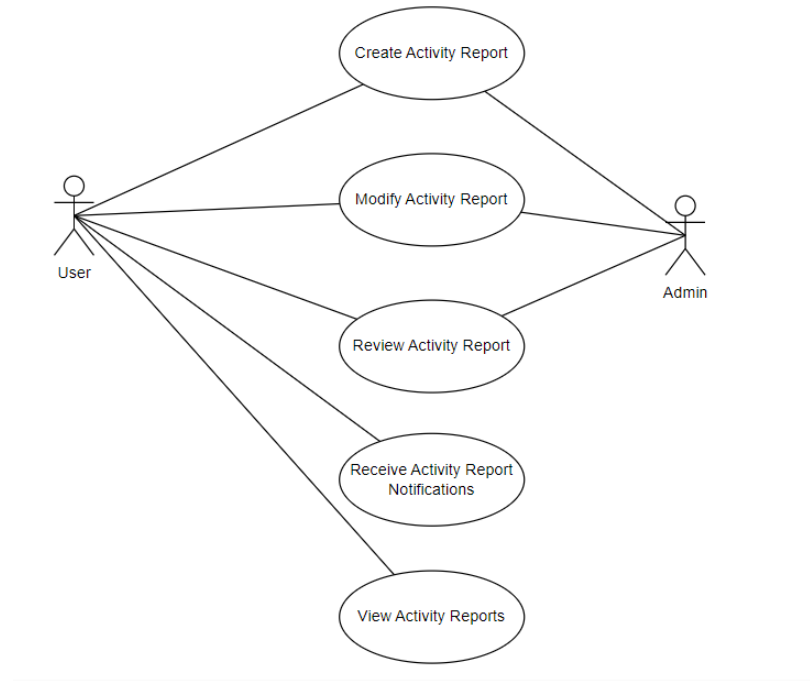 Create Activity Report
Modify Activity Report
User
Admin
Review Activity Report
Receive Activity Report
Notifications
View Activity Reports